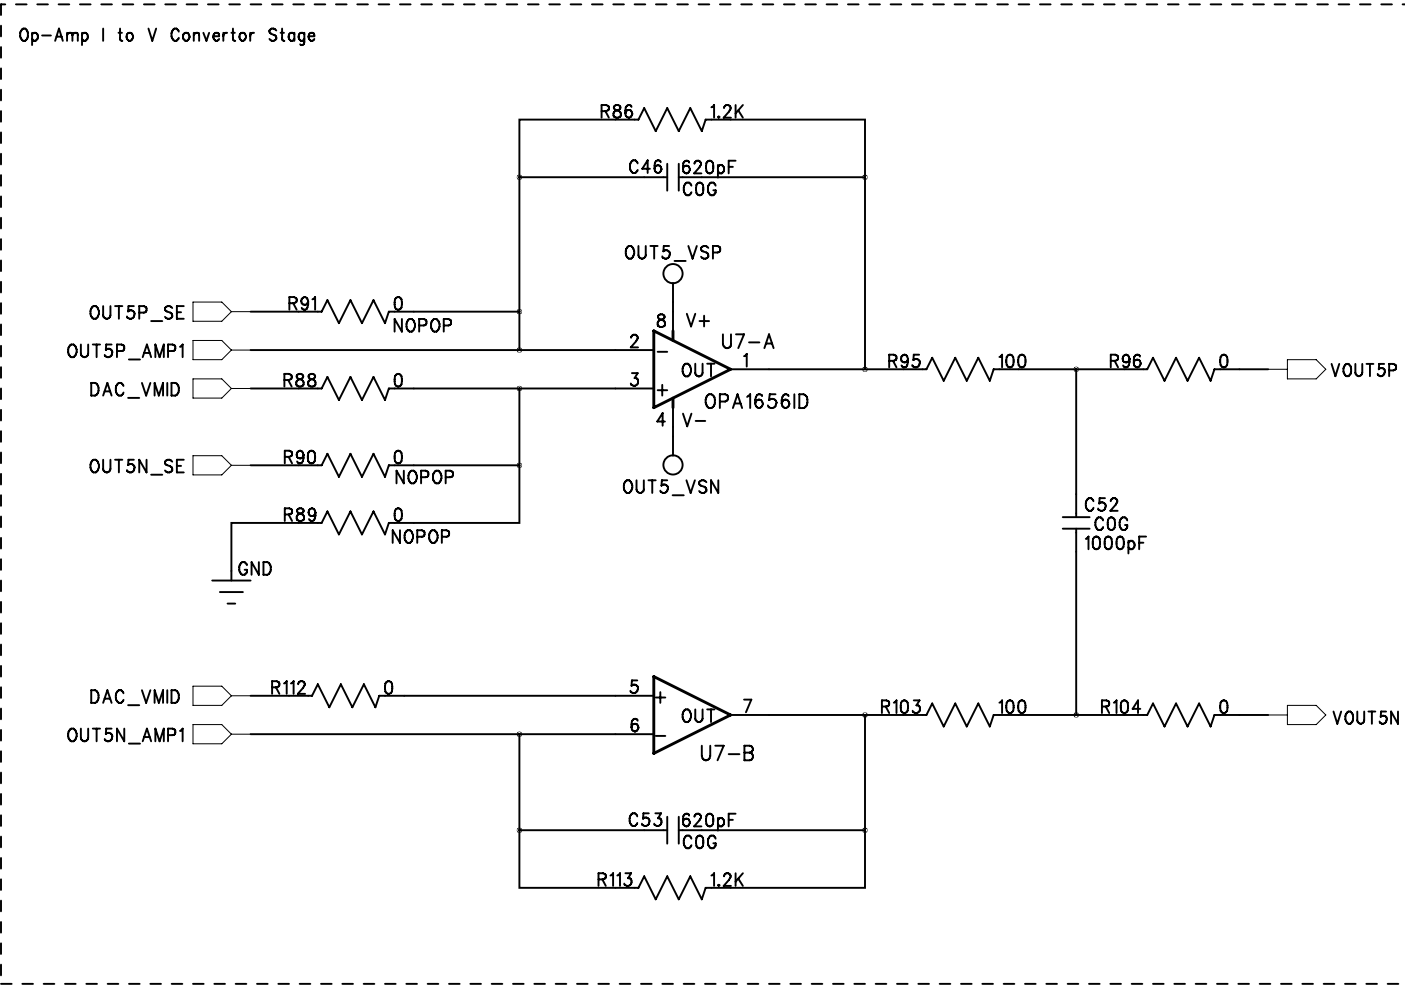 Op-Amp I to V Convertor Stage
R86 1.2K
C46 620pF
C0G
OUT5_VSP
OUT5P_SE R91 0
NOPOP
8 V+
OUT5P_AMP1 2 - U7-A
OUT 1
DAC_VMID R88 0 3 +
OPA1656ID
4 V-
R95 100 R96 0 VOUT5P
OUT5N_SE R90 0
NOPOP
OUT5_VSN
R89 0
NOPOP
GND
C52
C0G
1000pF
DAC_VMID R112 0 5 +
OUT 7
OUT5N_AMP1 6 -
U7-B
R103 100 R104 0 VOUT5N
C53 620pF
C0G
R113 1.2K